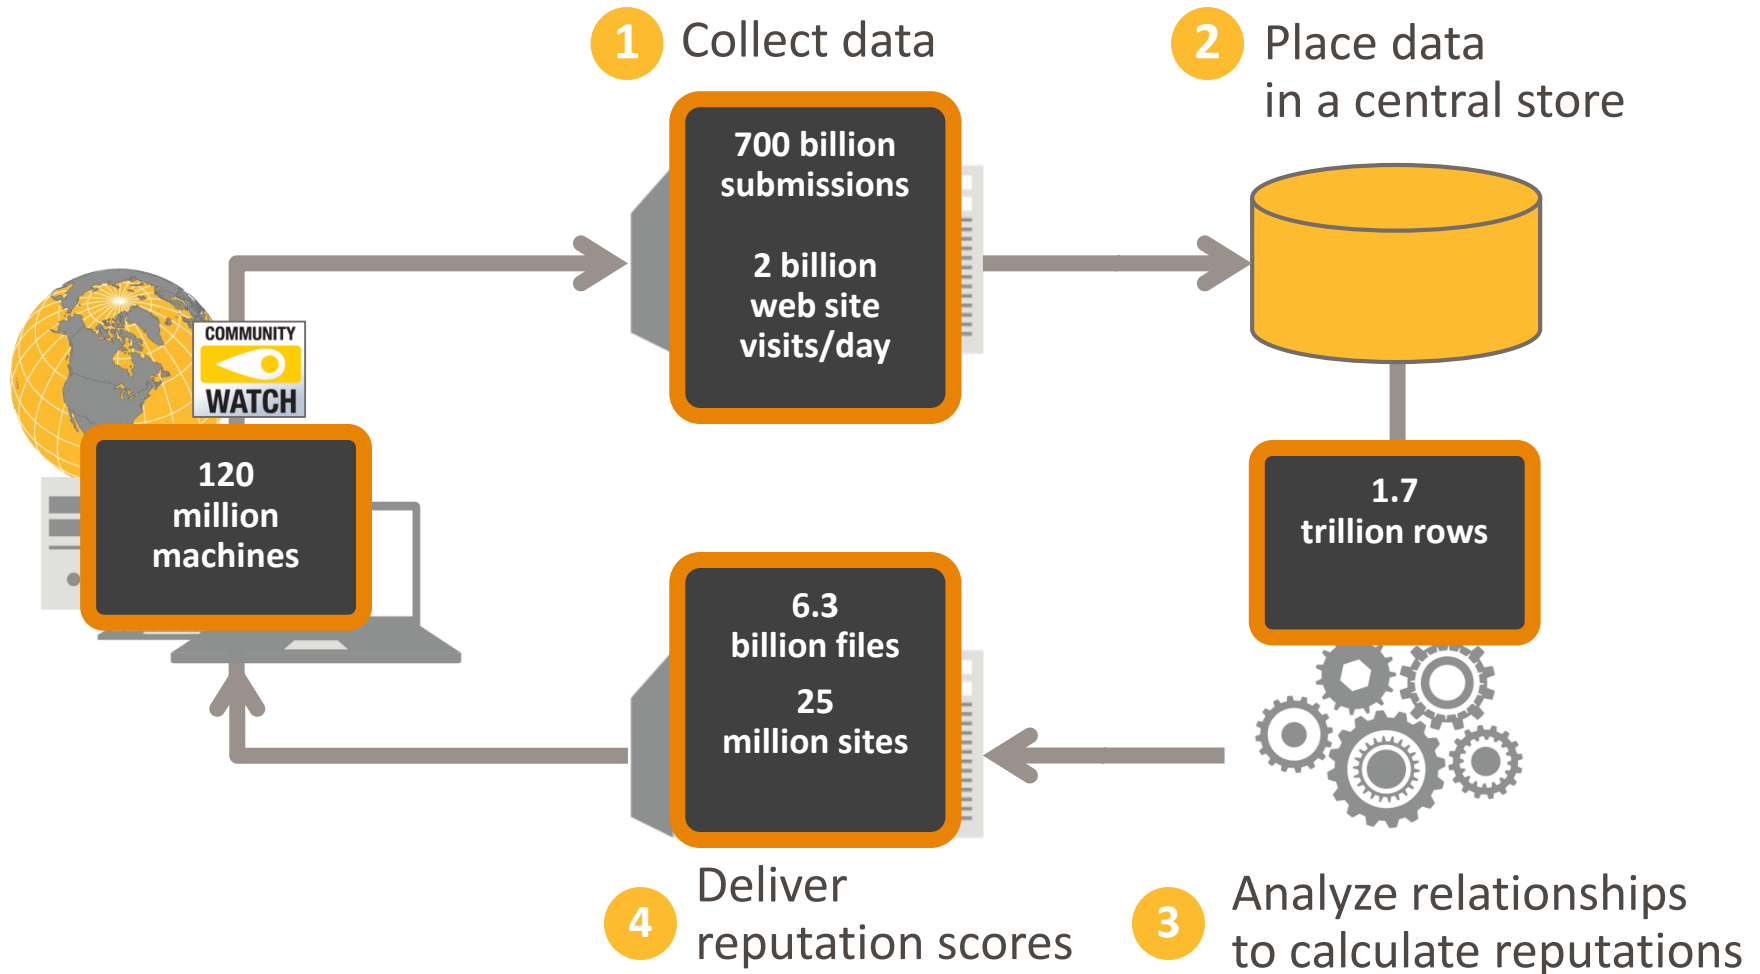 1 Collect data
700 billion
submissions
2 billion
web site
visits/day
2 Place data
in a central store
COMMUNITY
WATCH
120
million
machines
1.7
trillion rows
6.3
billion files
25
million sites
4 Deliver
reputation scores
3 Analyze relationships
to calculate reputations